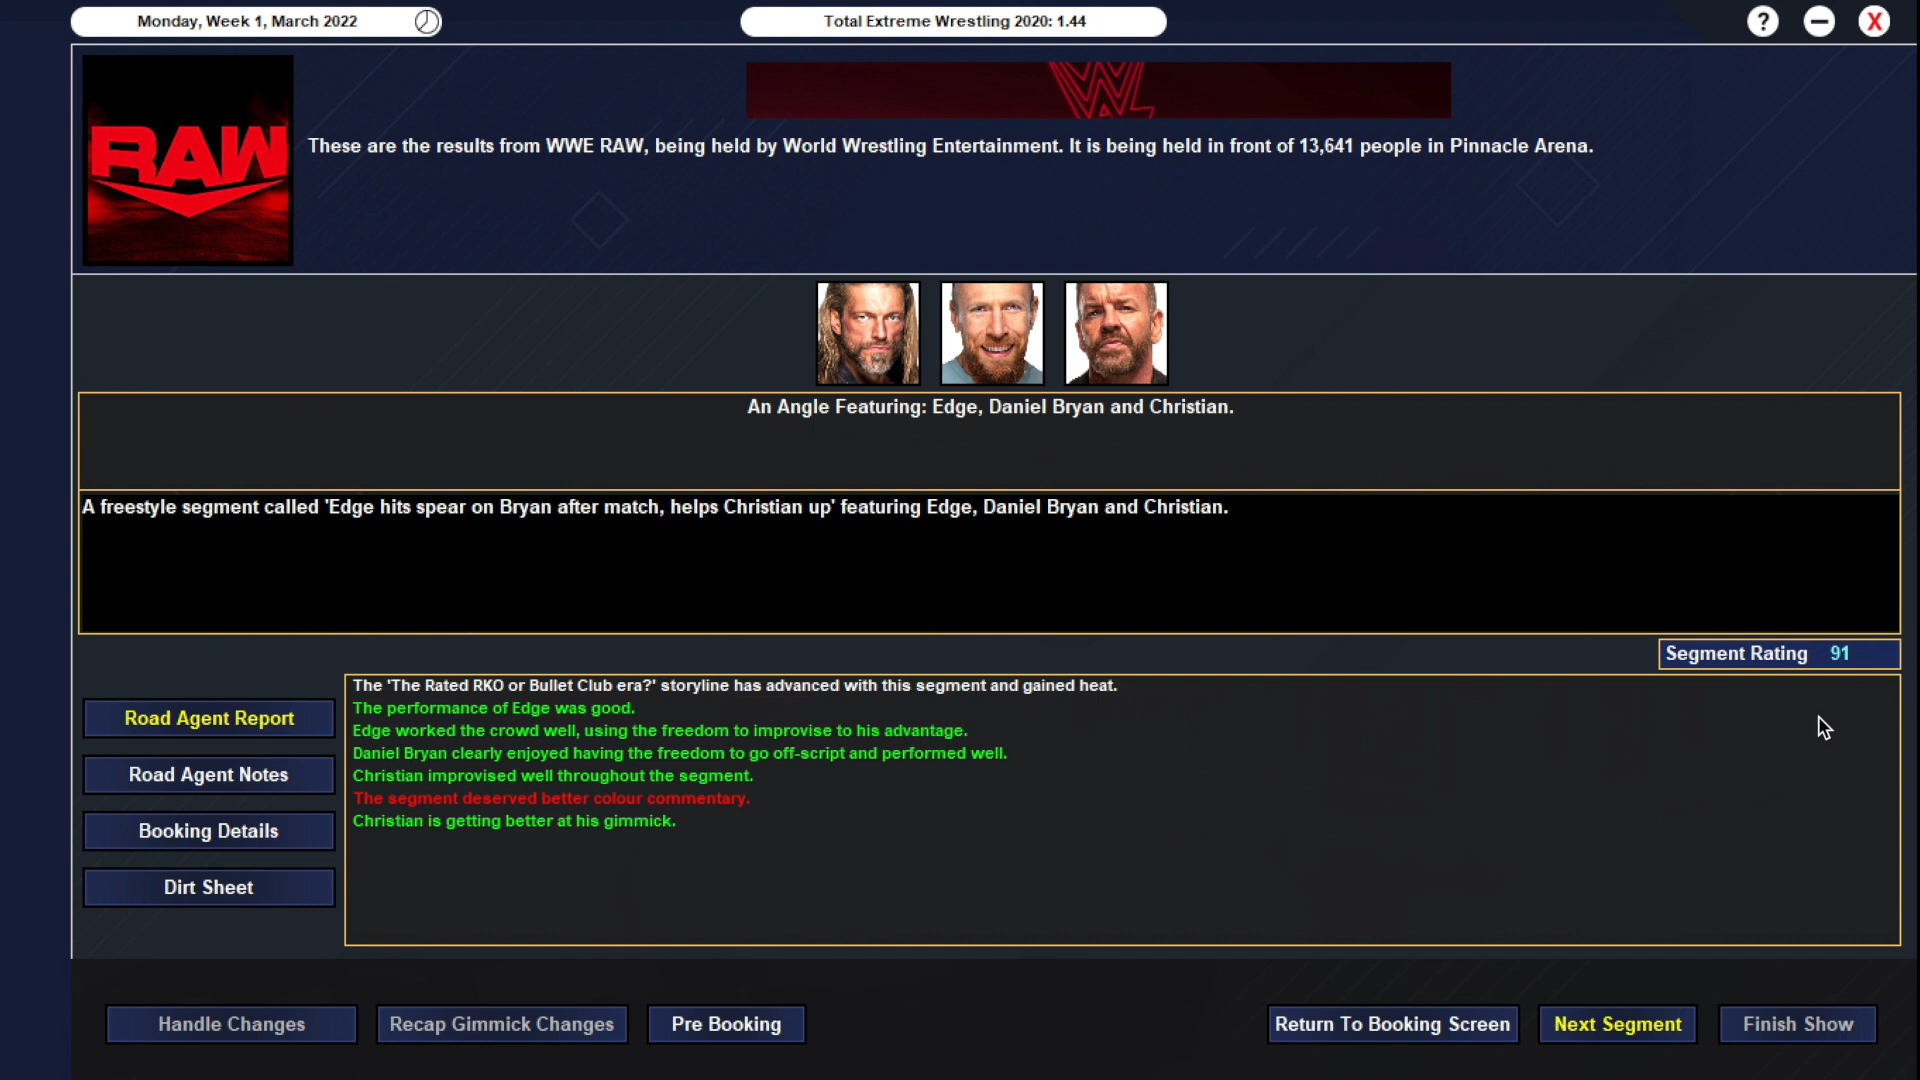 Monday, Week 1, March 2022
Total Extreme Wrestling 2020: 1.44
?
X
RAW
W
These are the results from WWE RAW, being held by World Wrestling Entertainment. It is being held in front of 13,641 people in Pinnacle Arena.
An Angle Featuring: Edge, Daniel Bryan and Christian.
A freestyle segment called 'Edge hits spear on Bryan after match, helps Christian up' featuring Edge, Daniel Bryan and Christian.
Segment Rating 91
Road Agent Report
Road Agent Notes
Booking Details
Dirt Sheet
The 'The Rated RKO or Bullet Club era?' storyline has advanced with this segment and gained heat.
The performance of Edge was good.
Edge worked the crowd well, using the freedom to improvise to his advantage.
Daniel Bryan clearly enjoyed having the freedom to go off-script and performed well.
Christian improvised well throughout the segment.
The segment deserved better colour commentary.
Christian is getting better at his gimmick.
Handle Changes
Recap Gimmick Changes
Pre Booking
Return To Booking Screen
Next Segment
Finish Show